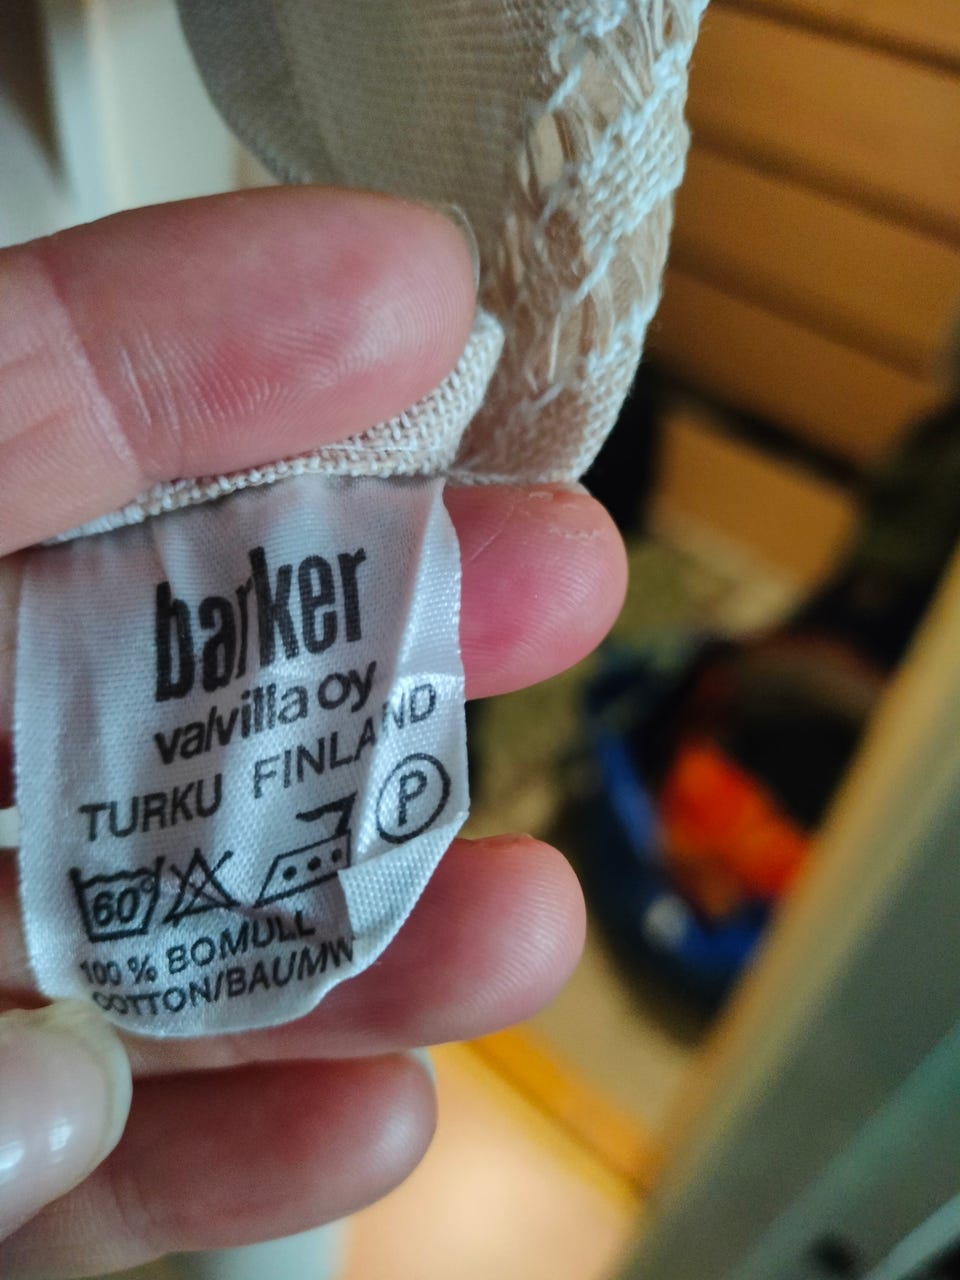 barker
valvilla oy
TURKU FINLAND
P
60°
100 % BOMULL
COTTON/BAUMW